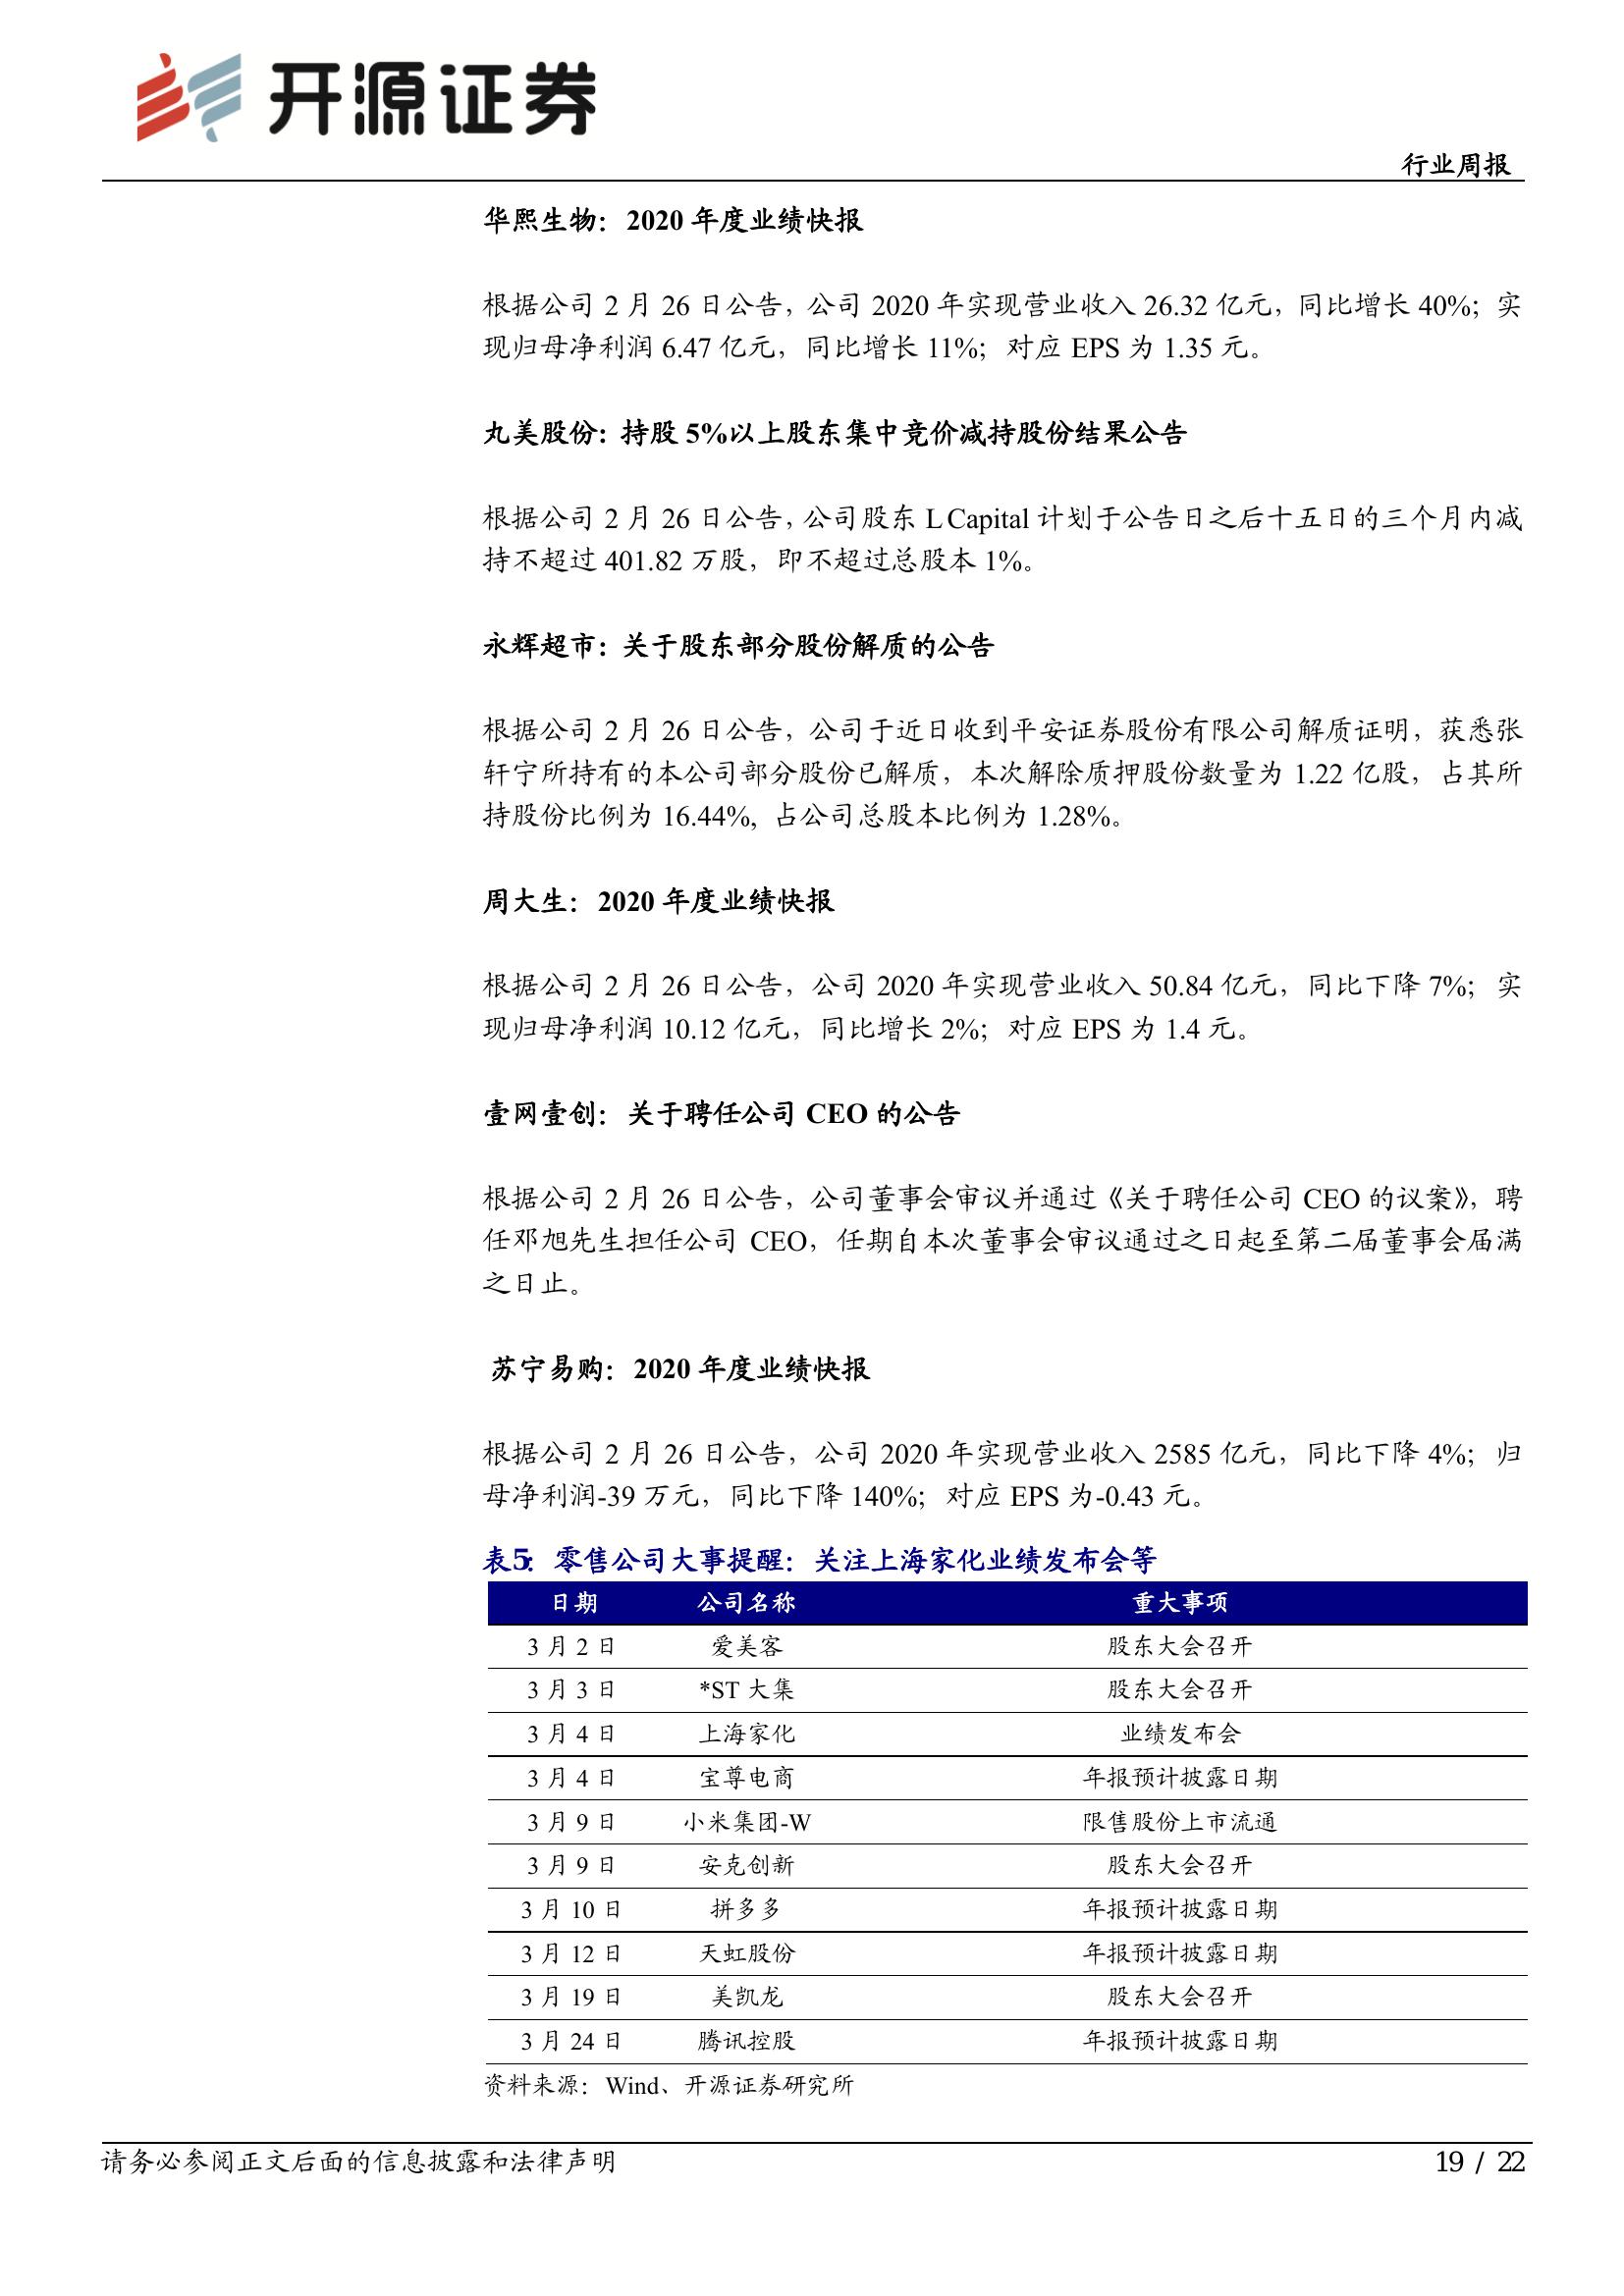 开源证券
行业周报
华熙生物：2020 年度业绩快报
根据公司 2 月 26 日公告，公司 2020 年实现营业收入 26.32 亿元，同比增长 40%；实
现归母净利润 6.47 亿元，同比增长 11%；对应 EPS 为 1.35 元。
丸美股份：持股 5%以上股东集中竞价减持股份结果公告
根据公司 2 月 26 日公告，公司股东 L Capital 计划于公告日之后十五日的三个月内减
持不超过 401.82 万股，即不超过总股本 1%。
永辉超市：关于股东部分股份解质的公告
根据公司 2 月 26 日公告，公司于近日收到平安证券股份有限公司解质证明，获悉张
轩宁所持有的本公司部分股份已解质，本次解除质押股份数量为 1.22 亿股，占其所
持股份比例为 16.44%, 占公司总股本比例为 1.28%。
周大生：2020 年度业绩快报
根据公司 2 月 26 日公告，公司 2020 年实现营业收入 50.84 亿元，同比下降 7%；实
现归母净利润 10.12 亿元，同比增长 2%；对应 EPS 为 1.4 元。
壹网壹创：关于聘任公司 CEO 的公告
根据公司 2 月 26 日公告，公司董事会审议并通过《关于聘任公司 CEO 的议案》，聘
任邓旭先生担任公司 CEO，任期自本次董事会审议通过之日起至第二届董事会届满
之日止。
苏宁易购：2020 年度业绩快报
根据公司 2 月 26 日公告，公司 2020 年实现营业收入 2585 亿元，同比下降 4%；归
母净利润-39 万元，同比下降 140%；对应 EPS 为-0.43 元。
表5：零售公司大事提醒：关注上海家化业绩发布会等
日期 公司名称 重大事项
3 月 2 日 爱美客 股东大会召开
3 月 3 日 *ST 大集 股东大会召开
3 月 4 日 上海家化 业绩发布会
3 月 4 日 宝尊电商 年报预计披露日期
3 月 9 日 小米集团-W 限售股份上市流通
3 月 9 日 安克创新 股东大会召开
3 月 10 日 拼多多 年报预计披露日期
3 月 12 日 天虹股份 年报预计披露日期
3 月 19 日 美凯龙 股东大会召开
3 月 24 日 腾讯控股 年报预计披露日期
资料来源：Wind、开源证券研究所
请务必参阅正文后面的信息披露和法律声明 19 / 22